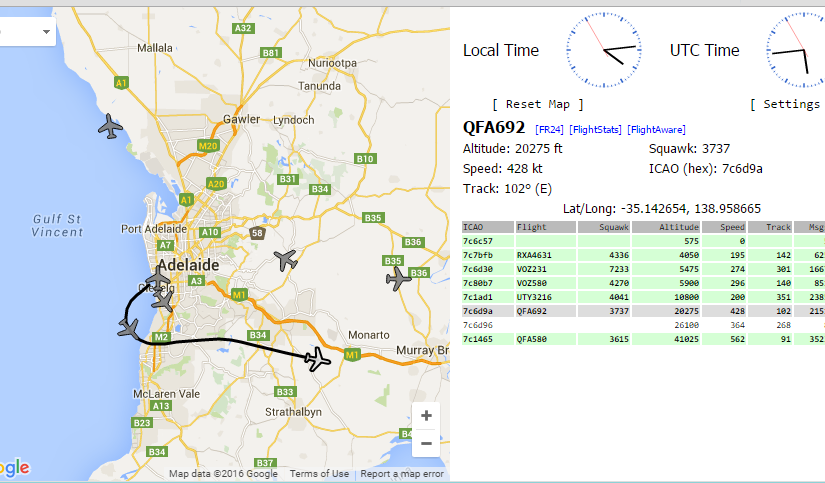 A32
Mallala
B81
Nuriootpa
A1
Tanunda
Gawler
Lyndoch
M20
B10
A20
B31
B34
A1
Gulf St
Vincent
B35
Port Adelaide
A10
58
A7
B36
B35
B36
Adelaide
A3
M1
M2
B34
Monarto
M1
Murray Br
McLaren Vale
B33
A13
Strathalbyn
B23
B34
B37
+
−
ogle
Map data ©2016 Google
Terms of Use
Report a map error
Local Time
UTC Time
[ Reset Map ]
[ Settings
QFA692 [FR24] [FlightStats] [FlightAware]
Altitude: 20275 ft Squawk: 3737
Speed: 428 kt ICAO (hex): 7c6d9a
Track: 102° (E)
Lat/Long: -35.142654, 138.958665
ICAO Flight Squawk Altitude Speed Track Msg
7c6c57 575 0
7c7bfb RXA4631 4336 4050 195 142 62
7c6d30 VOZ231 7233 5475 274 301 166
7c80b7 VOZ580 4270 5900 296 140 85
7c1ad1 UTY3216 4041 10800 200 351 238
7c6d9a QFA692 3737 20275 428 102 215
7c6d96 26100 364 268
7c1465 QFA580 3615 41025 562 91 352